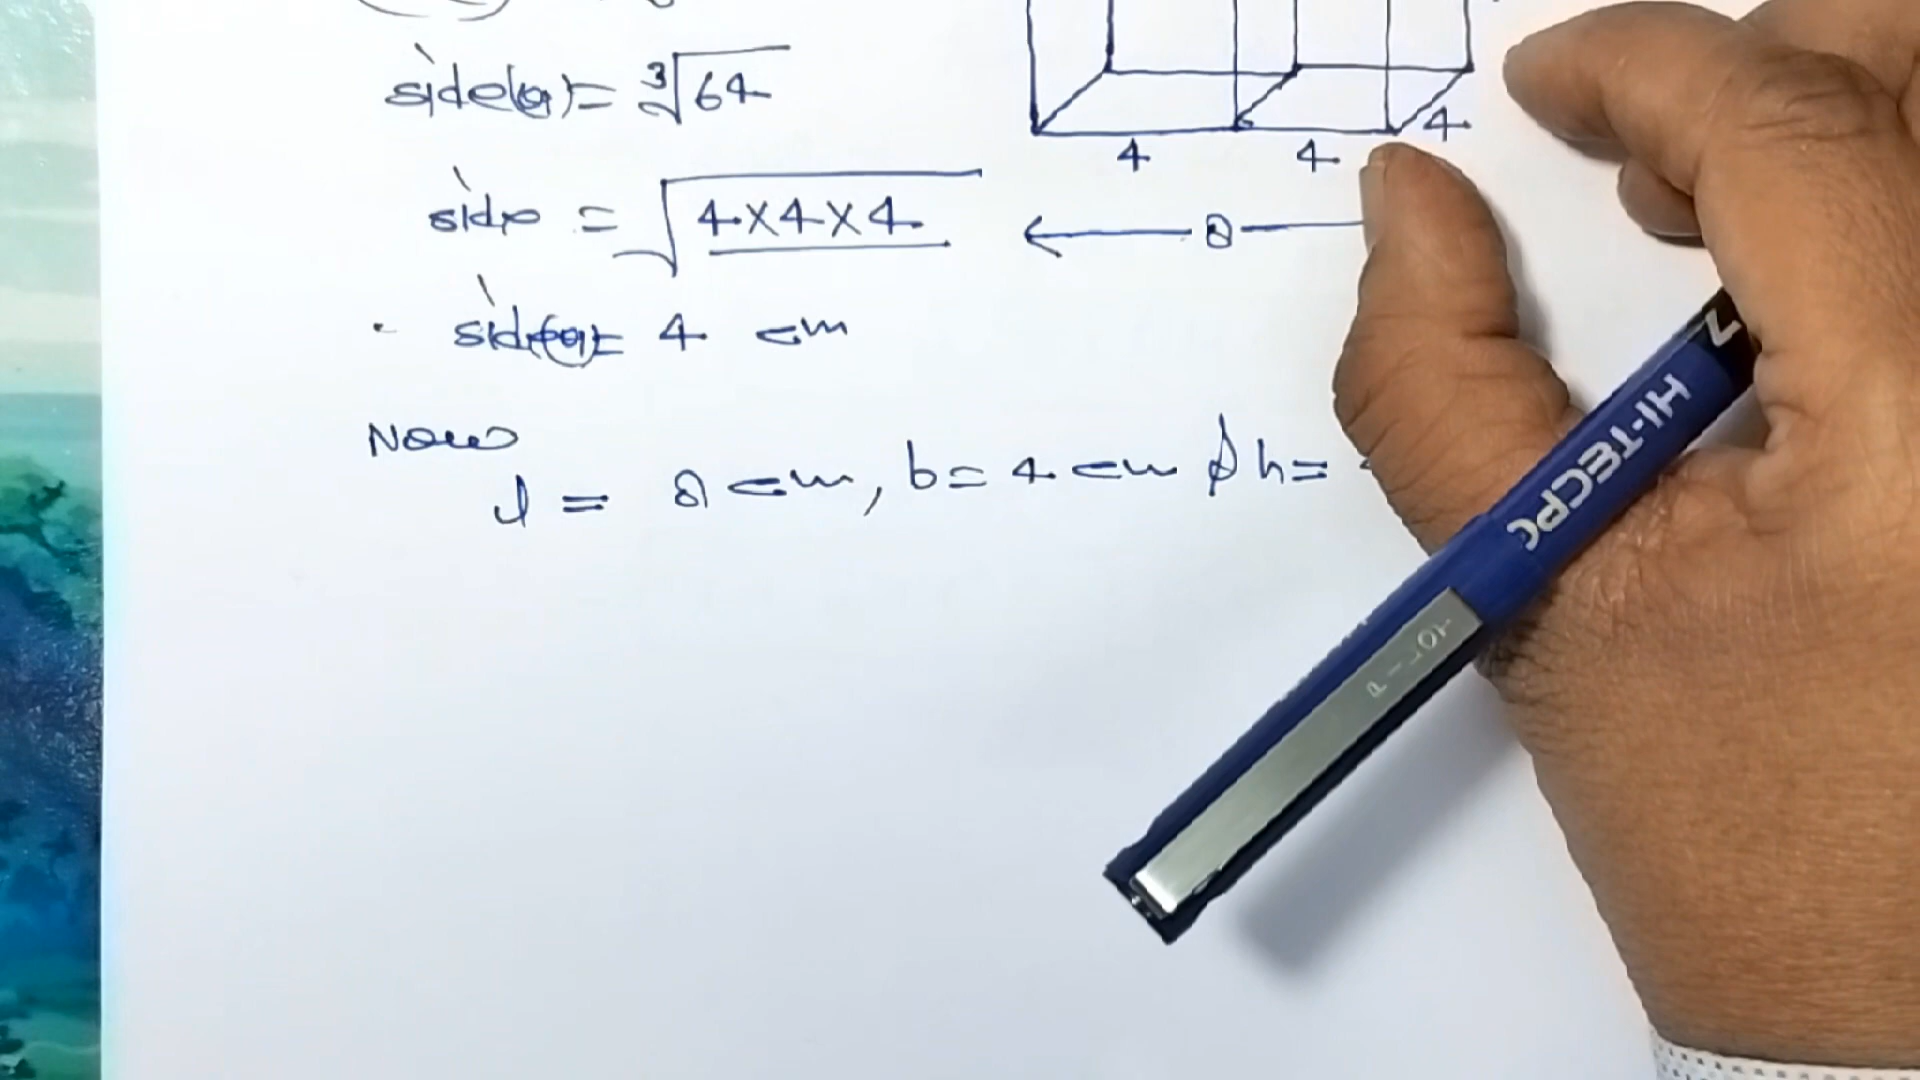 side(a) = ∛64
side = √4×4×4
side(a) = 4 cm
4 4 4
8
Now
l = 8 cm, b = 4 cm & h =
HI-TECPO